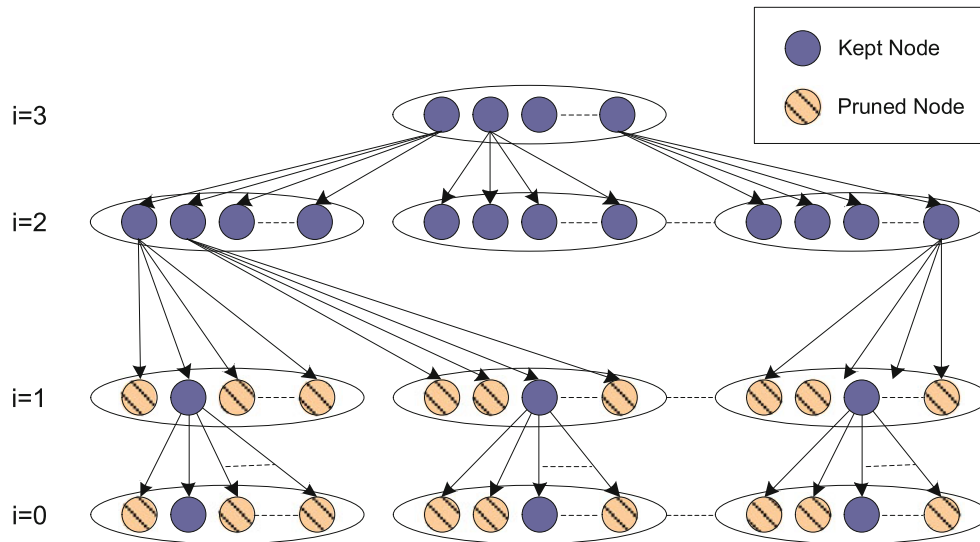 Kept Node
Pruned Node
i=3
i=2
i=1
i=0